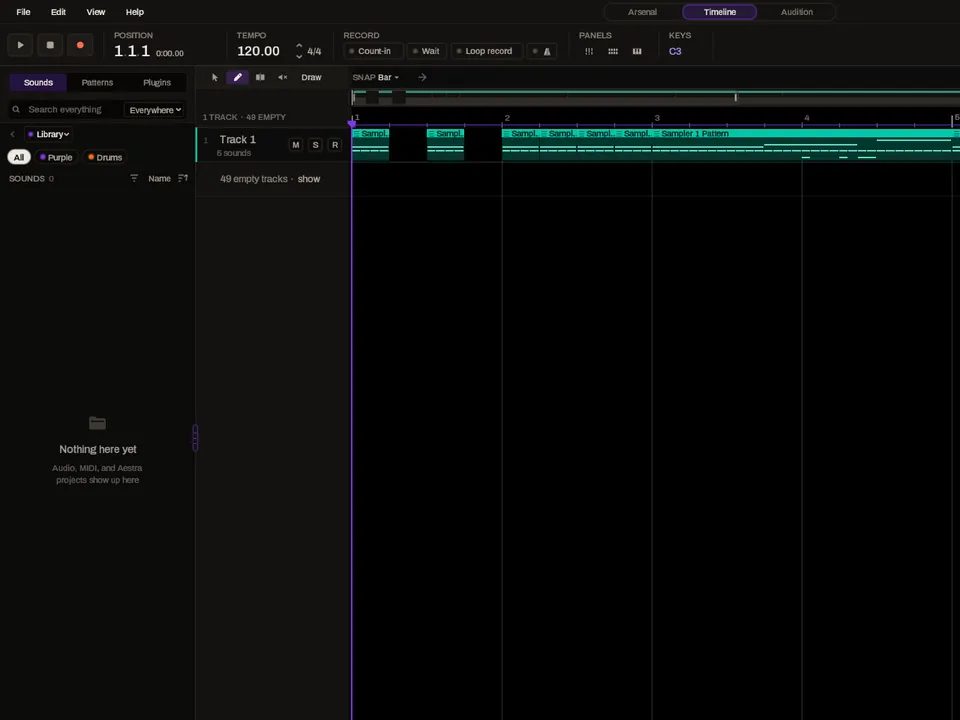 File Edit View Help
Arsenal Timeline Audition
POSITION
1.1.1 0:00.00
TEMPO
120.00 4/4
RECORD
Count-in Wait Loop record
PANELS
KEYS
C3
Sounds Patterns Plugins
Search everything Everywhere
Library
All Purple Drums
SOUNDS 0 Name
Nothing here yet
Audio, MIDI, and Aestra
projects show up here
Draw
SNAP Bar
1 TRACK · 49 EMPTY
1 2 3 4 5
1 Track 1 M S R
6 sounds
49 empty tracks · show
Sampl.. Sampl.. Sampl.. Sampl.. Sampl.. Sampl.. Sampler 1 Pattern